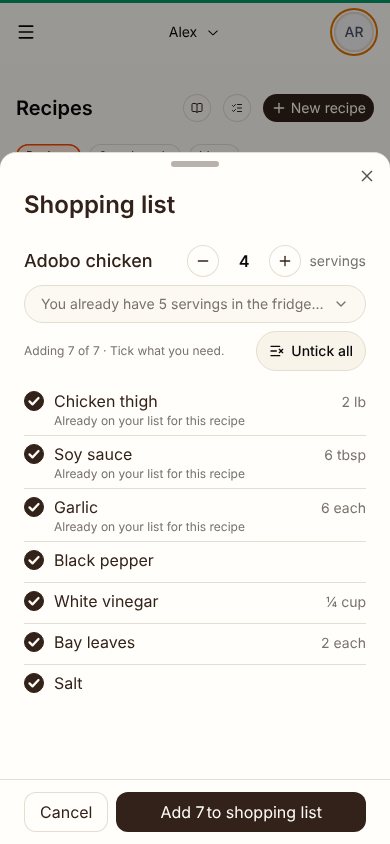 Alex
AR
Recipes
New recipe
Shopping list
Adobo chicken
4
servings
You already have 5 servings in the fridge...
Adding 7 of 7 · Tick what you need.
Untick all
Chicken thigh
2 lb
Already on your list for this recipe
Soy sauce
6 tbsp
Already on your list for this recipe
Garlic
6 each
Already on your list for this recipe
Black pepper
White vinegar
¼ cup
Bay leaves
2 each
Salt
Cancel
Add 7 to shopping list